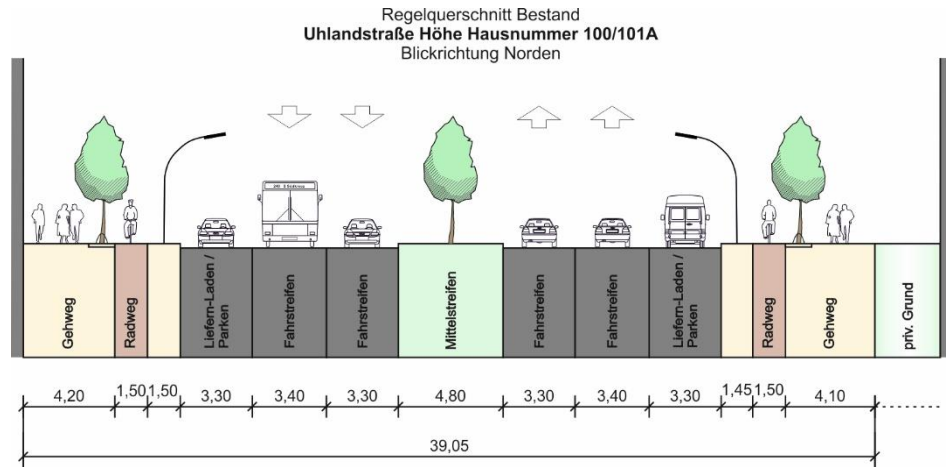 Regelquerschnitt Bestand
Uhlandstraße Höhe Hausnummer 100/101A
Blickrichtung Norden
Gehweg
Radweg
Liefern-Laden /
Parken
Fahrstreifen
Fahrstreifen
Mittelstreifen
Fahrstreifen
Fahrstreifen
Liefern-Laden /
Parken
Radweg
Gehweg
priv. Grund
4,20 1,50 1,50 3,30 3,40 3,30 4,80 3,30 3,40 3,30 1,45 1,50 4,10
39,05